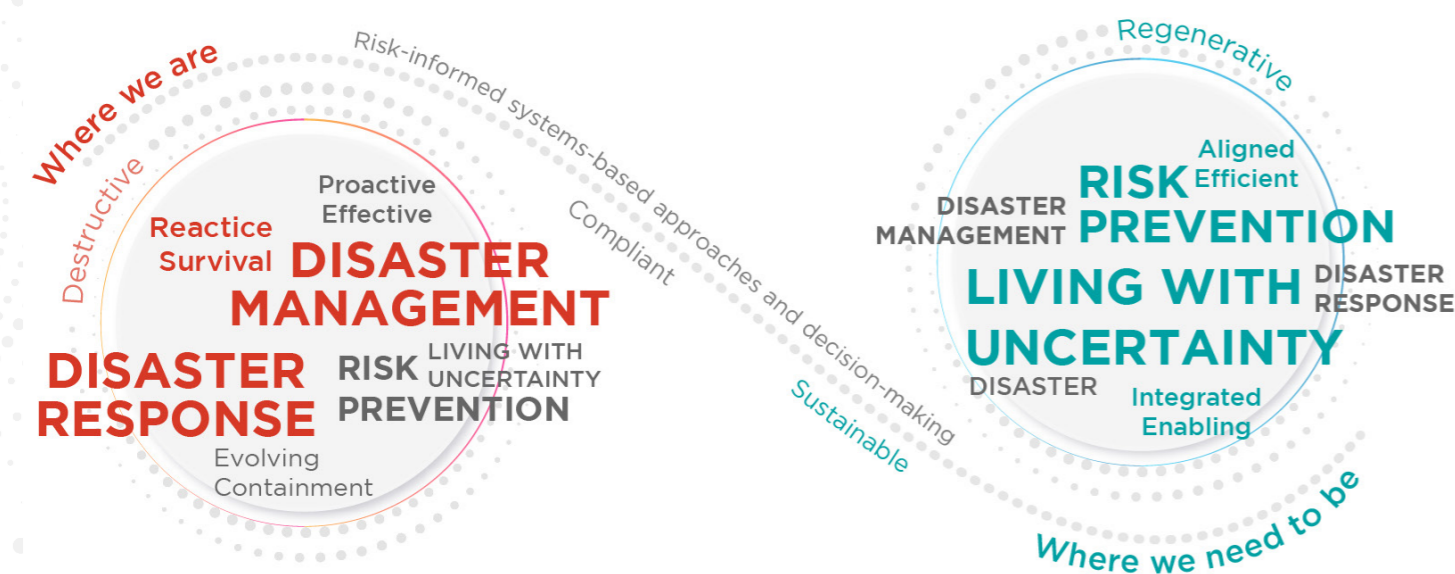 Where we are
Destructive
Risk-informed systems-based approaches and decision-making
Compliant
Sustainable
Proactive
Effective
Reactice
Survival
DISASTER
MANAGEMENT
DISASTER
RESPONSE
RISK
PREVENTION
LIVING WITH
UNCERTAINTY
Evolving
Containment
Regenerative
Aligned
Efficient
RISK
PREVENTION
DISASTER
MANAGEMENT
LIVING WITH
UNCERTAINTY
DISASTER
RESPONSE
DISASTER
Integrated
Enabling
Where we need to be